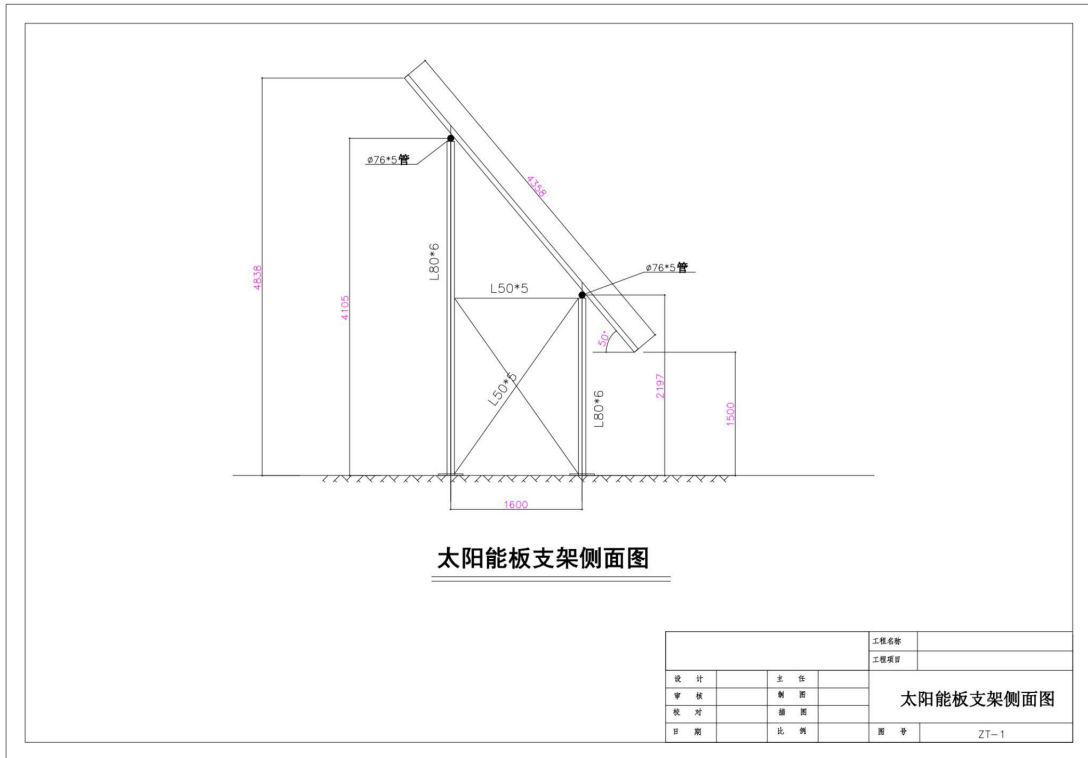 4358
ø76*5管
4838
4105
L80*6
ø76*5管
L50*5
50°
L50*5
2197
L80*6
1500
1600
太阳能板支架侧面图
工程名称
工程项目
设 计 主 任
审 核 制 图
校 对 描 图
日 期 比 例
太阳能板支架侧面图
图 号 ZT-1